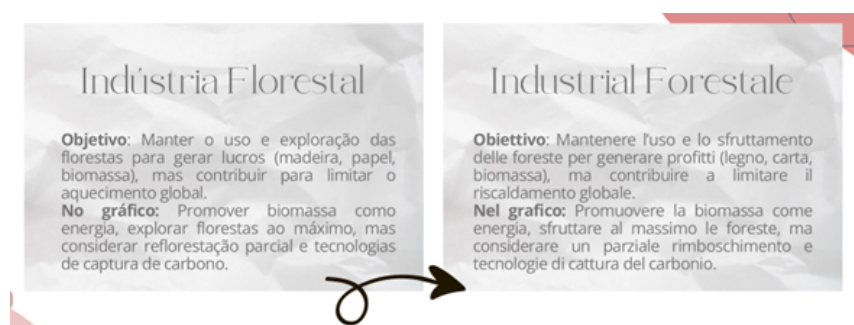 Indústria Florestal
Objetivo: Manter o uso e exploração das
florestas para gerar lucros (madeira, papel,
biomassa), mas contribuir para limitar o
aquecimento global.
No gráfico: Promover biomassa como
energia, explorar florestas ao máximo, mas
considerar reflorestação parcial e tecnologias
de captura de carbono.
Industrial Forestale
Obiettivo: Mantenere l'uso e lo sfruttamento
delle foreste per generare profitti (legno, carta,
biomassa), ma contribuire a limitare il
riscaldamento globale.
Nel grafico: Promuovere la biomassa come
energia, sfruttare al massimo le foreste, ma
considerare un parziale rimboschimento e
tecnologie di cattura del carbonio.